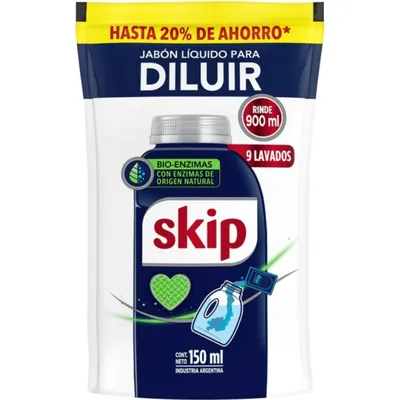 HASTA 20% DE AHORRO*
JABÓN LÍQUIDO PARA
DILUIR
RINDE
900 ml
9 LAVADOS
BIO-ENZIMAS
CON ENZIMAS DE
ORIGEN NATURAL
skip
CONT.
NETO 150 ml
INDUSTRIA ARGENTINA